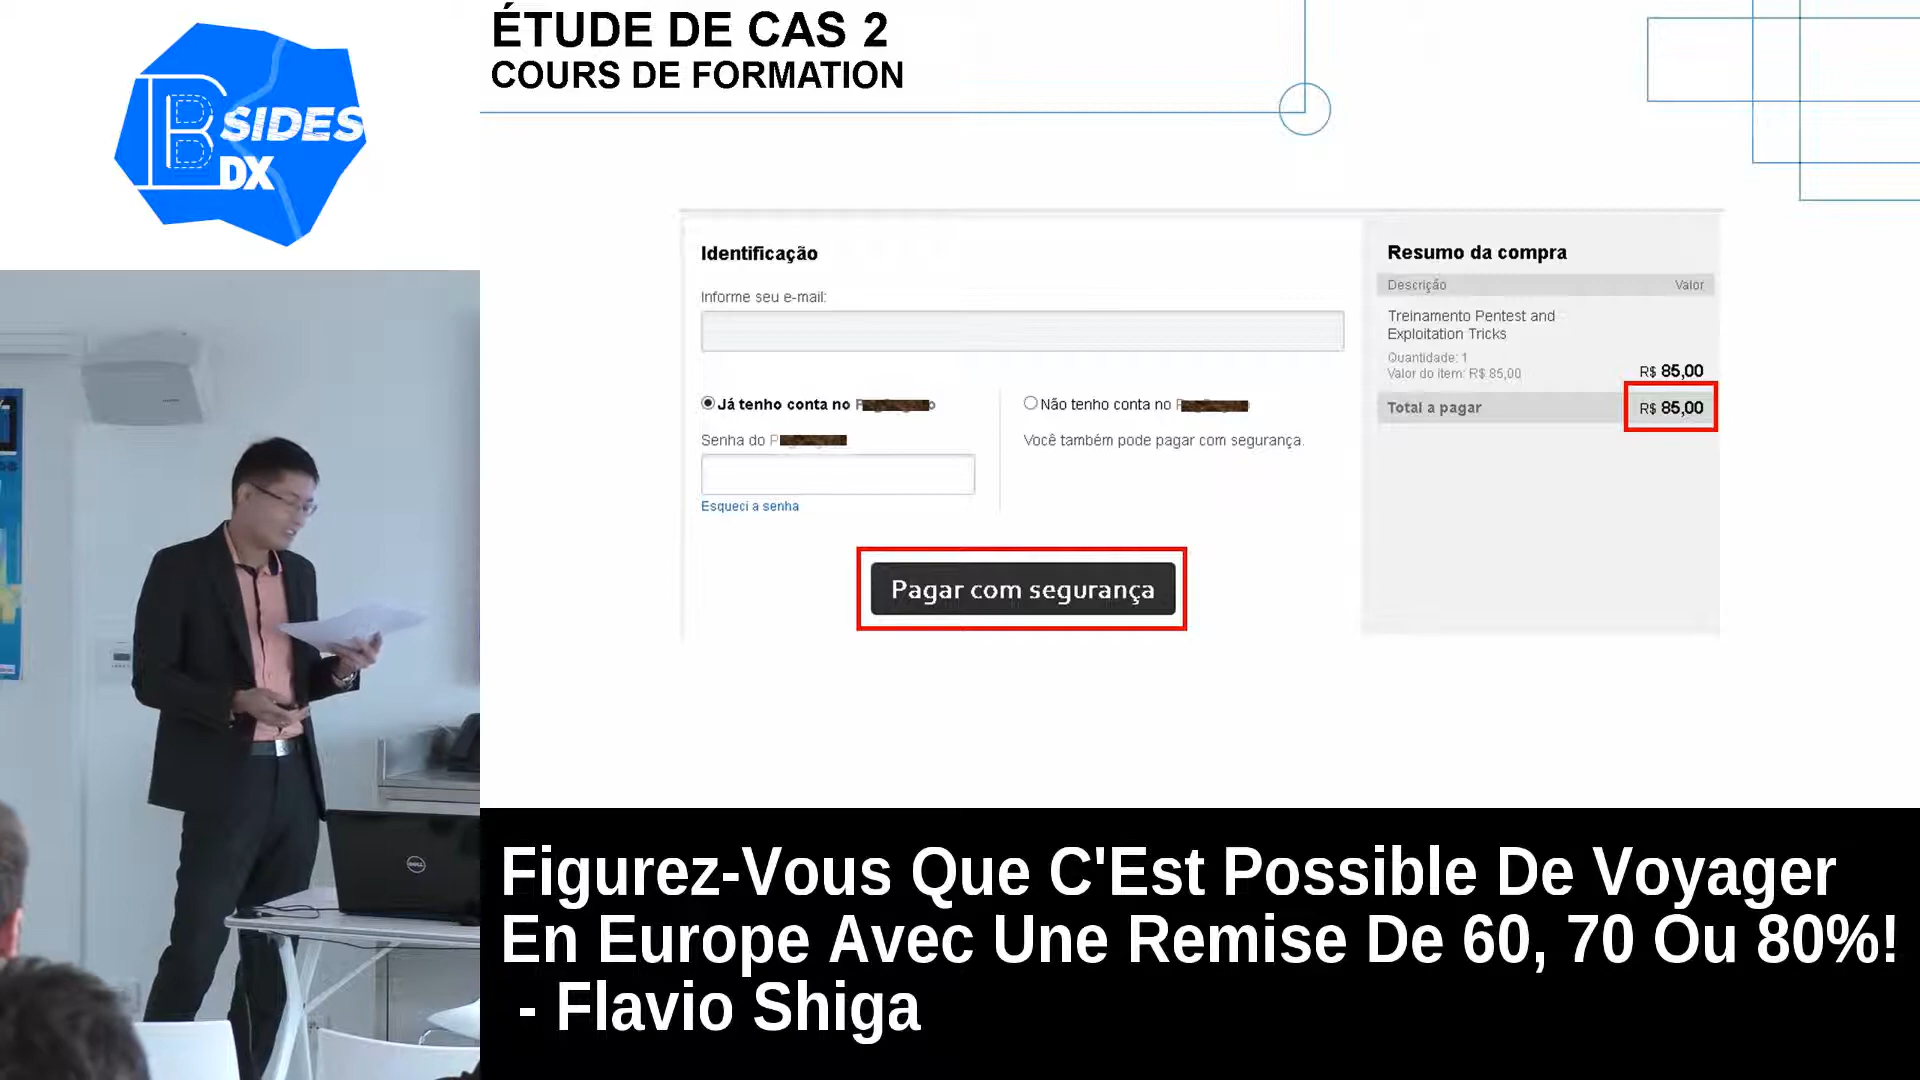 BSIDES
BDX
ÉTUDE DE CAS 2
COURS DE FORMATION
Identificação
Informe seu e-mail:
Já tenho conta no
Senha do
Esqueci a senha
Não tenho conta no
Você também pode pagar com segurança.
Pagar com segurança
Resumo da compra
Descrição Valor
Treinamento Pentest and
Exploitation Tricks
Quantidade: 1
Valor do item: R$ 85,00
R$ 85,00
Total a pagar R$ 85,00
DELL
Figurez-Vous Que C'Est Possible De Voyager
En Europe Avec Une Remise De 60, 70 Ou 80%!
- Flavio Shiga